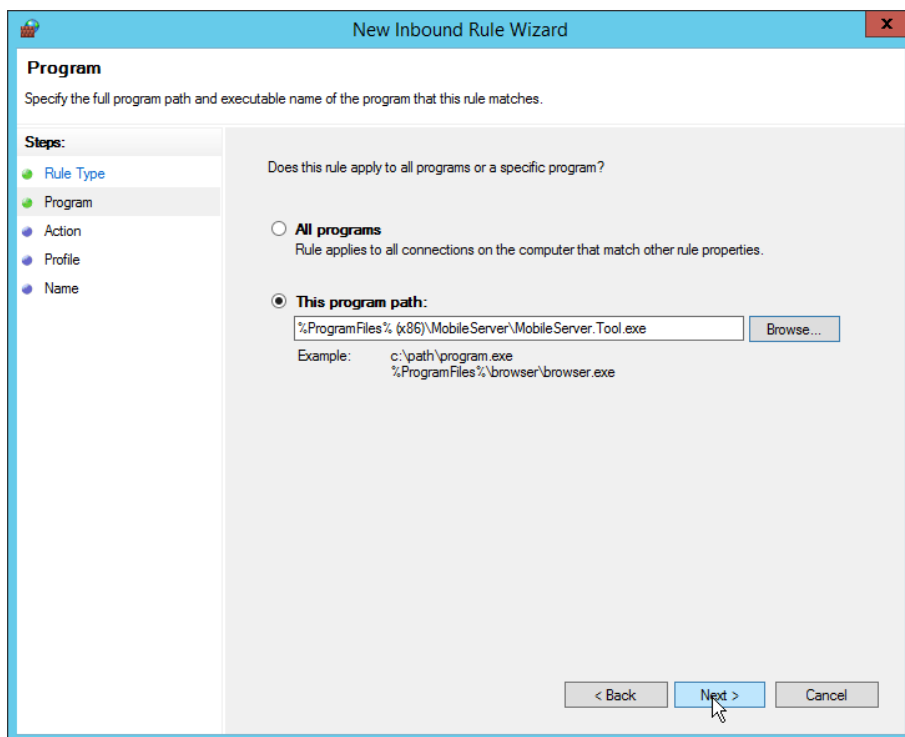 New Inbound Rule Wizard
x
Program
Specify the full program path and executable name of the program that this rule matches.
Steps:
Rule Type
Program
Action
Profile
Name
Does this rule apply to all programs or a specific program?
All programs
Rule applies to all connections on the computer that match other rule properties.
This program path:
%ProgramFiles% (x86)\MobileServer\MobileServer.Tool.exe
Browse...
Example: c:\path\program.exe
%ProgramFiles%\browser\browser.exe
< Back Next > Cancel